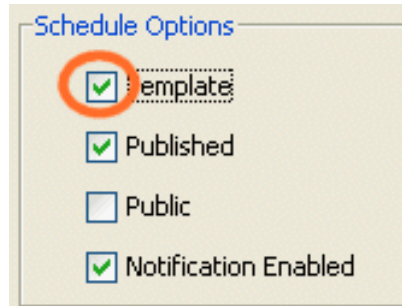 Schedule Options
Template
Published
Public
Notification Enabled